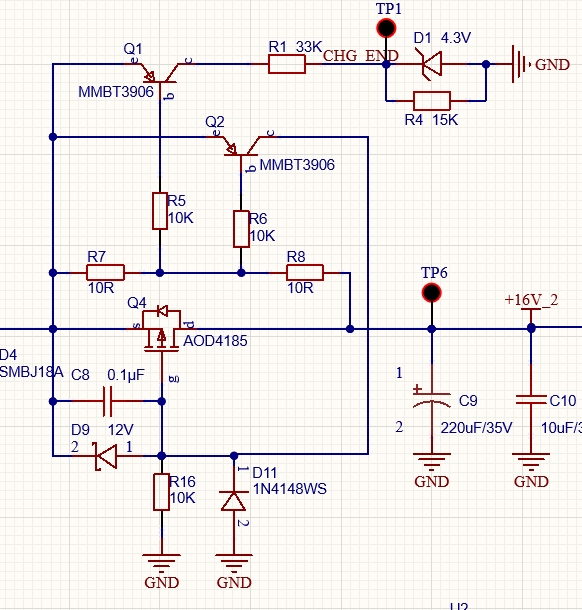 TP1
Q1
R1 33K
CHG_END
D1 4.3V
GND
e
c
b
MMBT3906
R4 15K
Q2
e
c
b
MMBT3906
R5
10K
R6
10K
R7
10R
R8
10R
TP6
+16V_2
Q4
s
d
AOD4185
g
D4
SMBJ18A
C8 0.1µF
1
2
C9
220uF/35V
C10
10uF/3
D9 12V
2
1
GND
GND
R16
10K
1
D11
1N4148WS
2
GND
GND